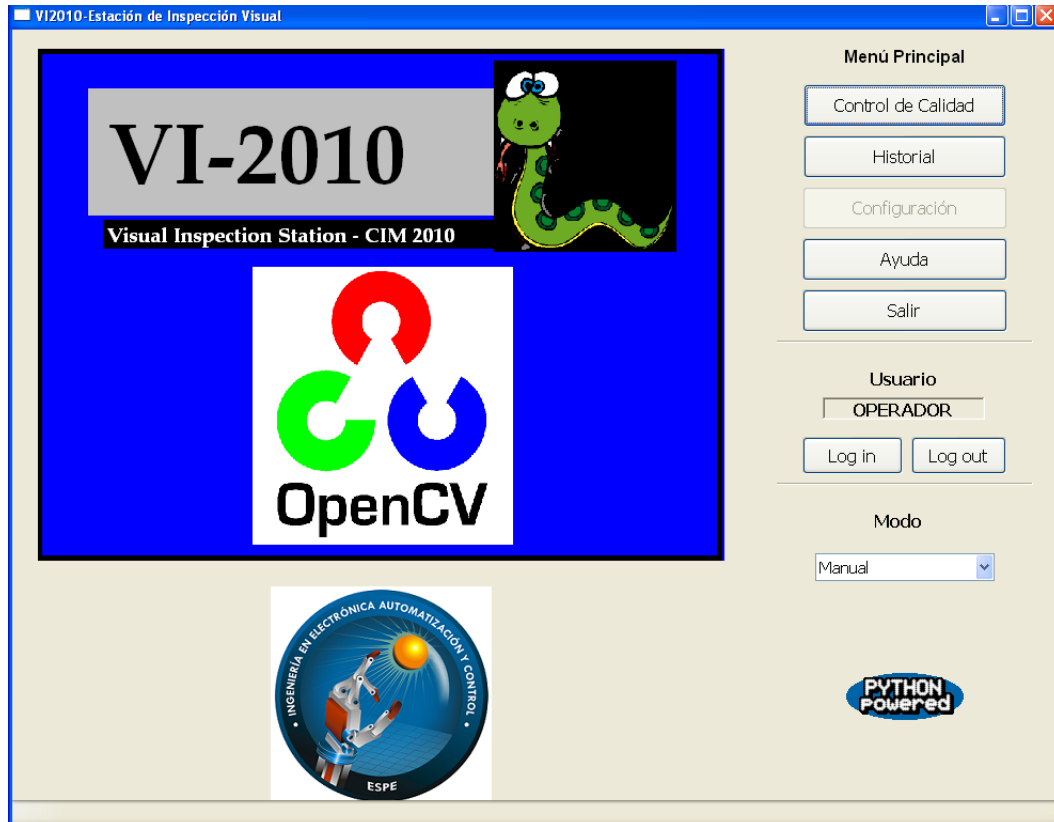 VI2010-Estación de Inspección Visual
VI-2010
Visual Inspection Station - CIM 2010
OpenCV
INGENIERÍA EN ELECTRÓNICA AUTOMATIZACIÓN Y CONTROL
ESPE
Menú Principal
Control de Calidad
Historial
Configuración
Ayuda
Salir
Usuario
OPERADOR
Log in
Log out
Modo
Manual
PYTHON
Powered